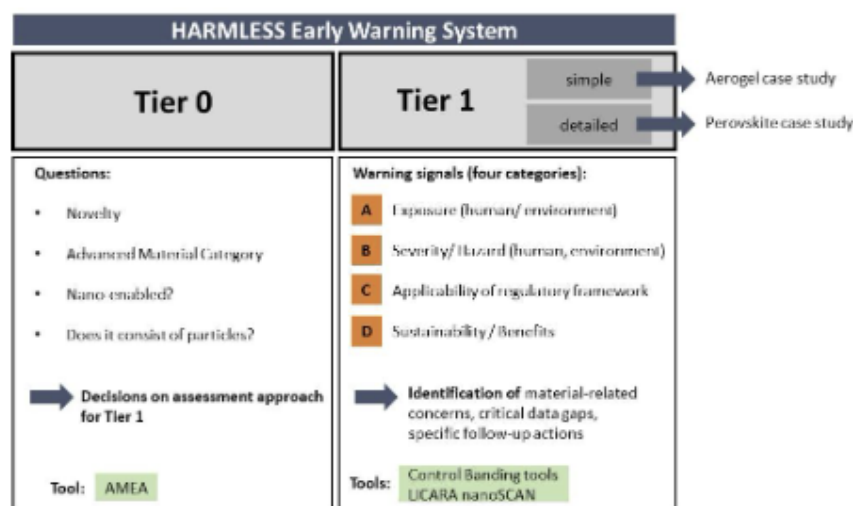 HARMLESS Early Warning System
Tier 0
Tier 1
simple
detailed
Aerogel case study
Perovskite case study
Questions:
• Novelty
• Advanced Material Category
• Nano-enabled?
• Does it consist of particles?
Decisions on assessment approach
for Tier 1
Tool: AMEA
Warning signals (four categories):
A Exposure (human/ environment)
B Severity/ Hazard (human, environment)
C Applicability of regulatory framework
D Sustainability / Benefits
Identification of material-related
concerns, critical data gaps,
specific follow-up actions
Tools: Control Banding tools
LICARA nanoSCAN